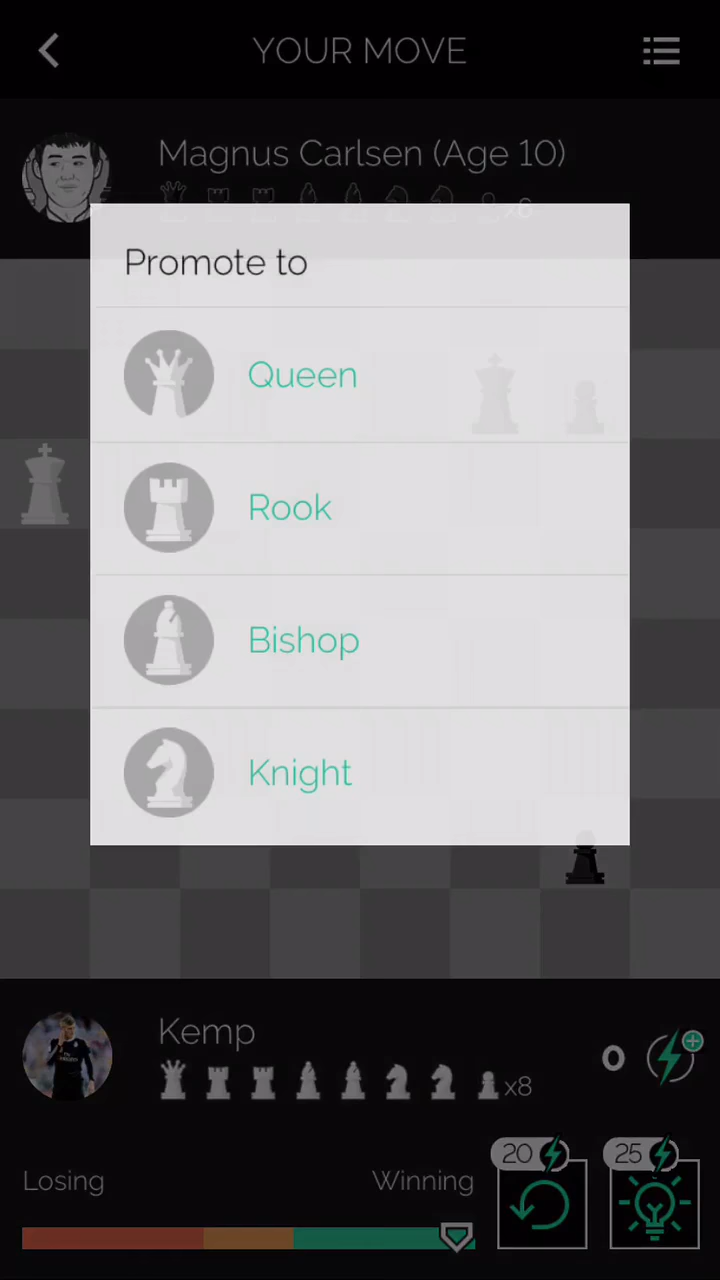 YOUR MOVE
Magnus Carlsen (Age 10)
x8
Promote to
Queen
Rook
Bishop
Knight
Kemp
x8
0
20
25
Losing
Winning